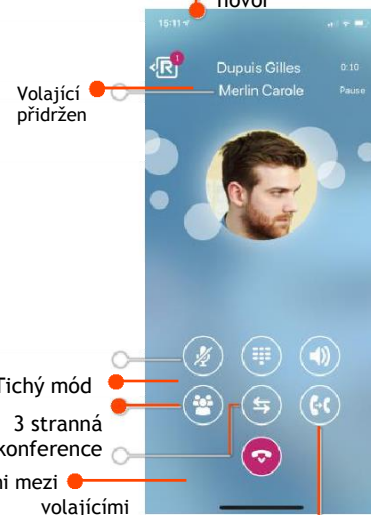 hovor
15:11
1
Dupuis Gilles 0:10
Merlin Carole Pause
Volající
přidržen
Tichý mód
3 stranná
konference
mezi
volajícími